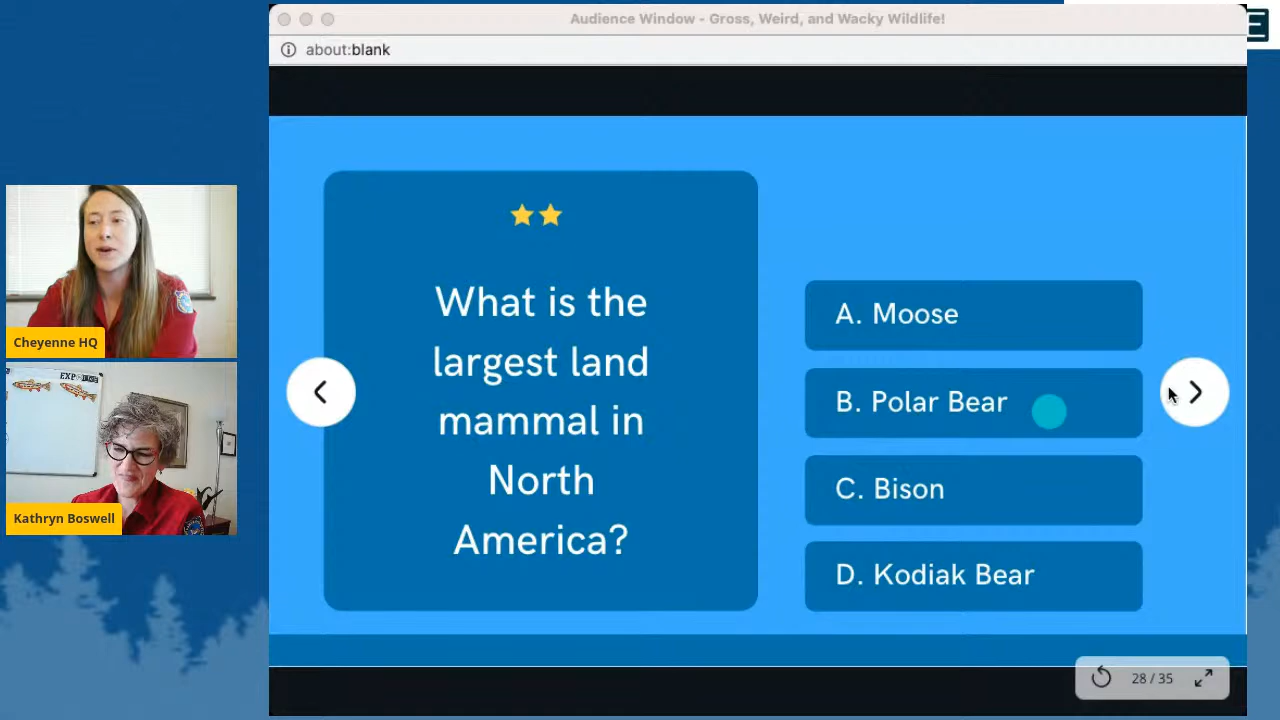 Audience Window - Gross, Weird, and Wacky Wildlife!
about:blank
E
Cheyenne HQ
Kathryn Boswell
What is the
largest land
mammal in
North
America?
A. Moose
B. Polar Bear
C. Bison
D. Kodiak Bear
28 / 35